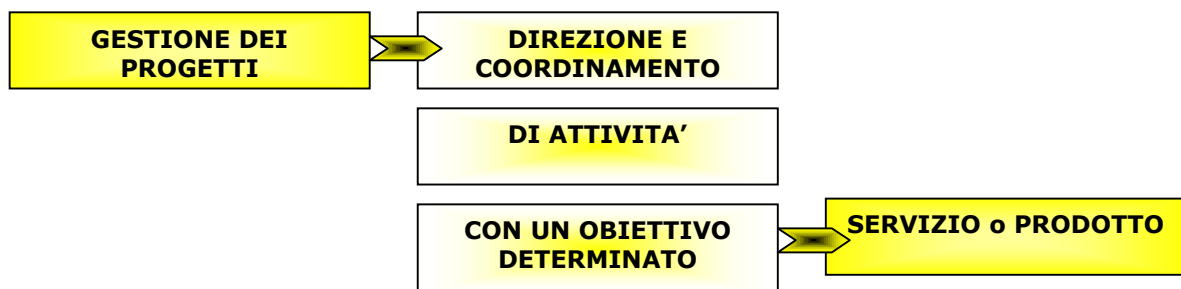 GESTIONE DEI
PROGETTI
DIREZIONE E
COORDINAMENTO
DI ATTIVITA’
CON UN OBIETTIVO
DETERMINATO
SERVIZIO o PRODOTTO